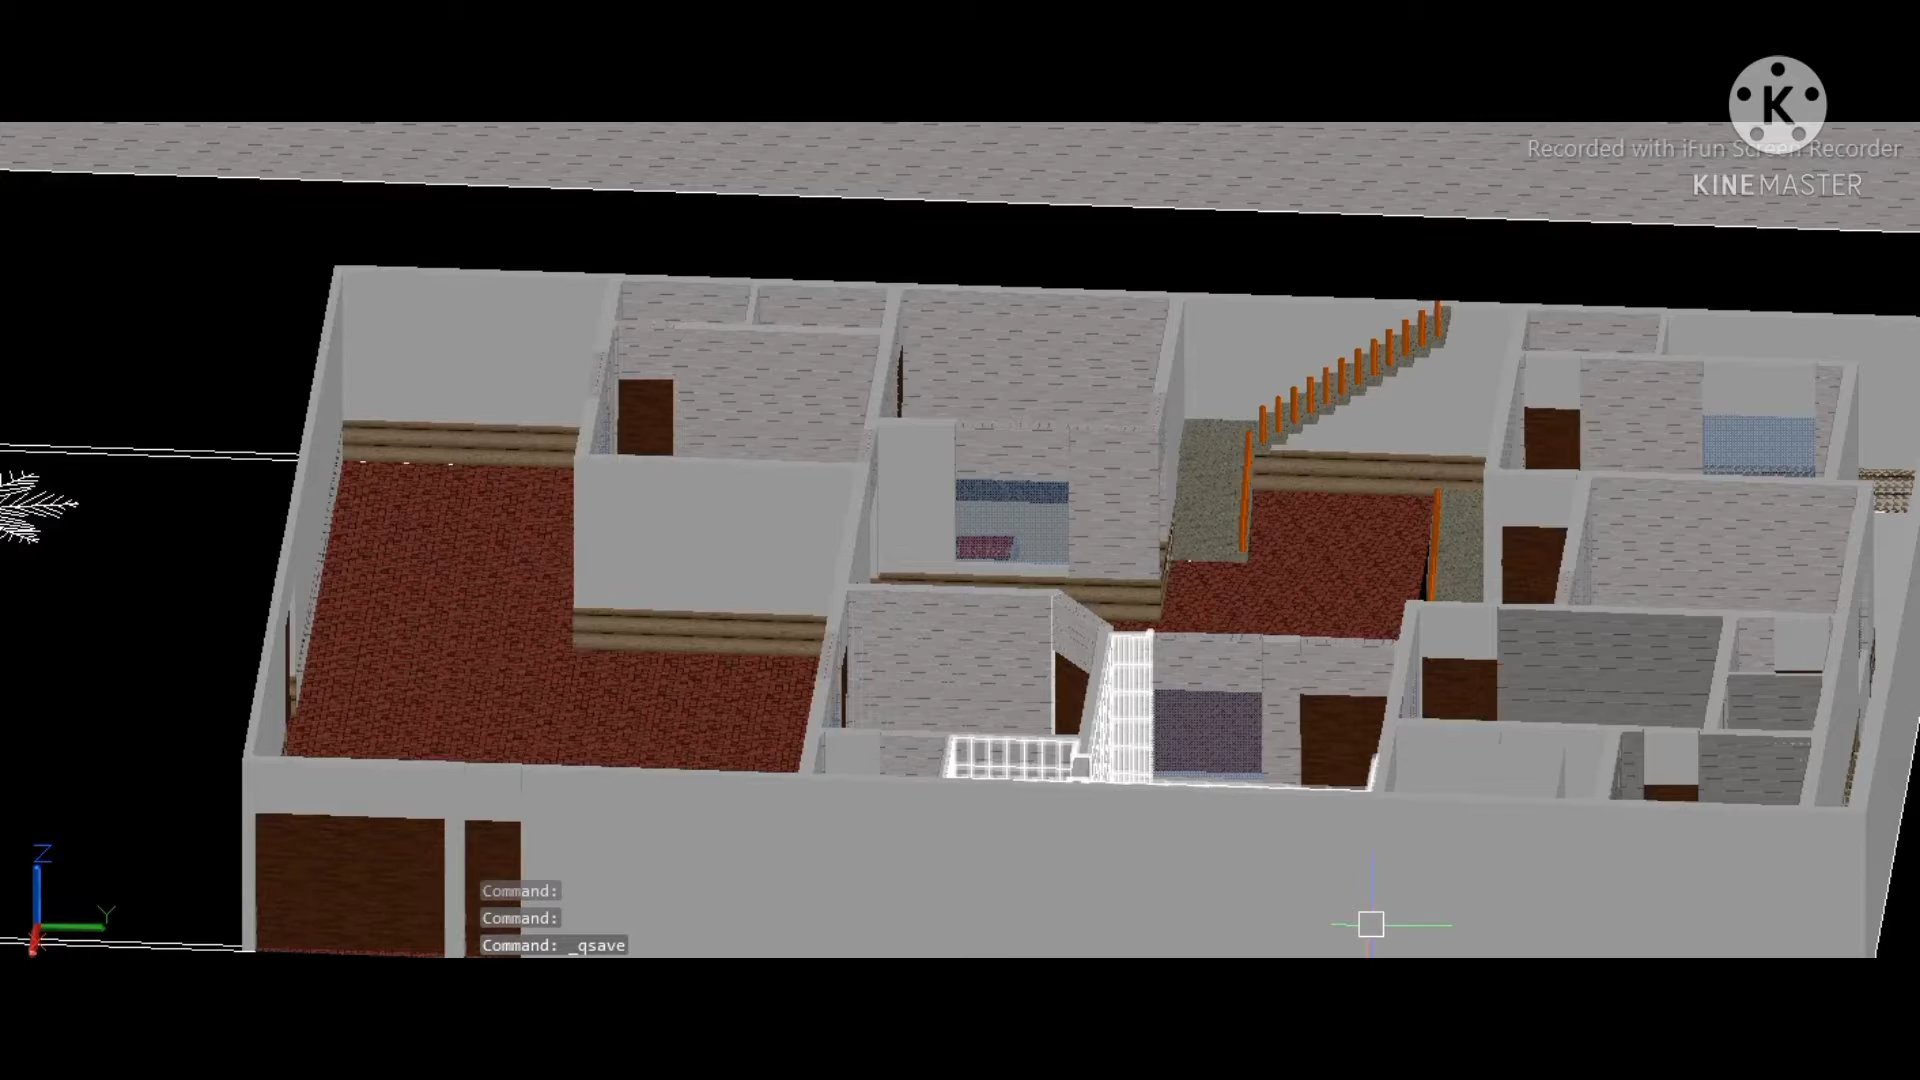 K
Recorded with iFun Screen Recorder
KINEMASTER
Z
Y
X
Command:
Command:
Command: _qsave